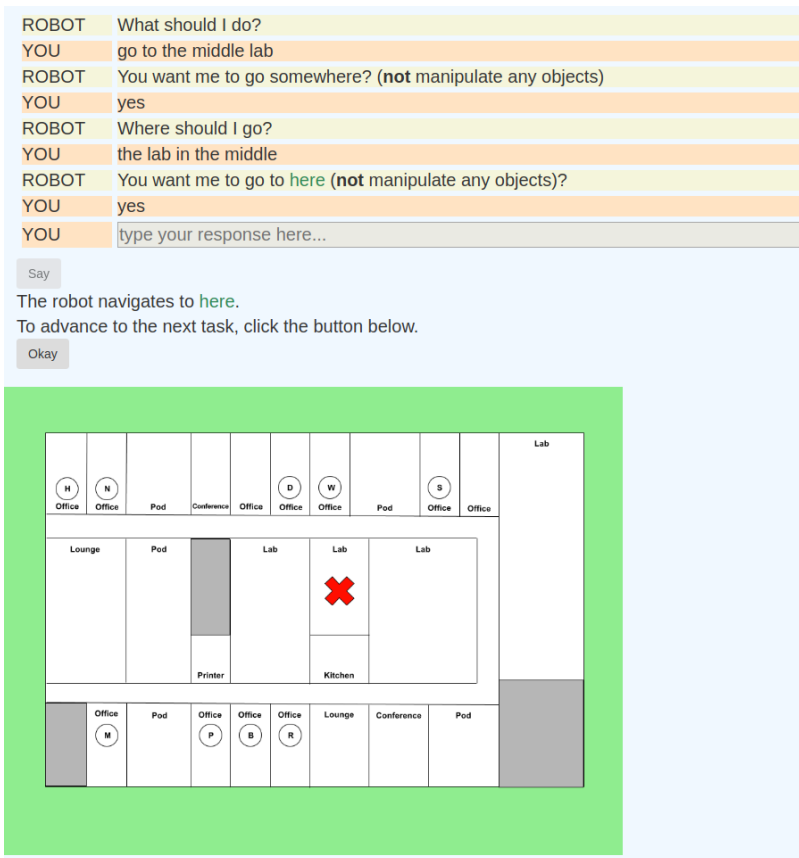 ROBOT What should I do?
YOU go to the middle lab
ROBOT You want me to go somewhere? (not manipulate any objects)
YOU yes
ROBOT Where should I go?
YOU the lab in the middle
ROBOT You want me to go to here (not manipulate any objects)?
YOU yes
YOU type your response here...
Say
The robot navigates to here.
To advance to the next task, click the button below.
Okay
Lab
H N D W S
Office Office Pod Conference Office Office Office Pod Office Office
Lounge Pod Lab Lab Lab
Printer Kitchen
Office Pod Office Office Office Lounge Conference Pod
M P B R